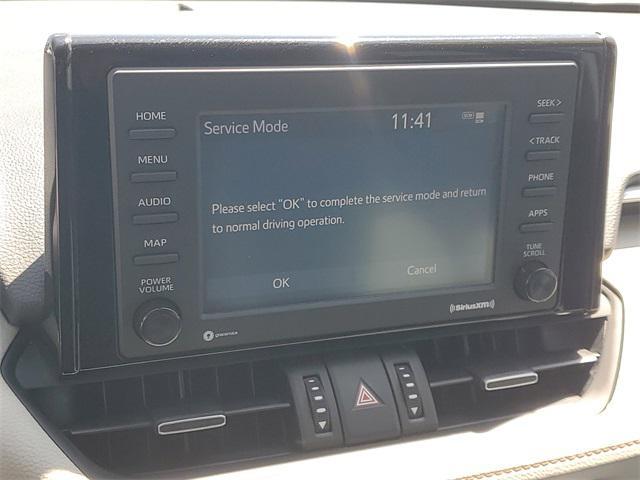 HOME
MENU
AUDIO
MAP
POWER
VOLUME
Service Mode
11:41
Please select "OK" to complete the service mode and return
to normal driving operation.
OK
Cancel
SEEK >
< TRACK
PHONE
APPS
TUNE
SCROLL
((SiriusXM))
gracenote